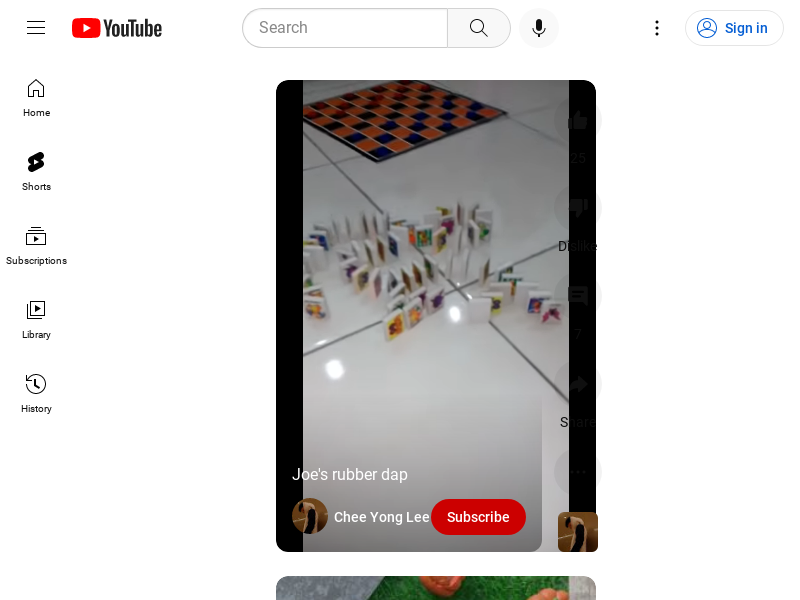 YouTube
Search
Sign in
Home
Shorts
Subscriptions
Library
History
25
Dislike
7
Share
Joe's rubber dap
Chee Yong Lee
Subscribe